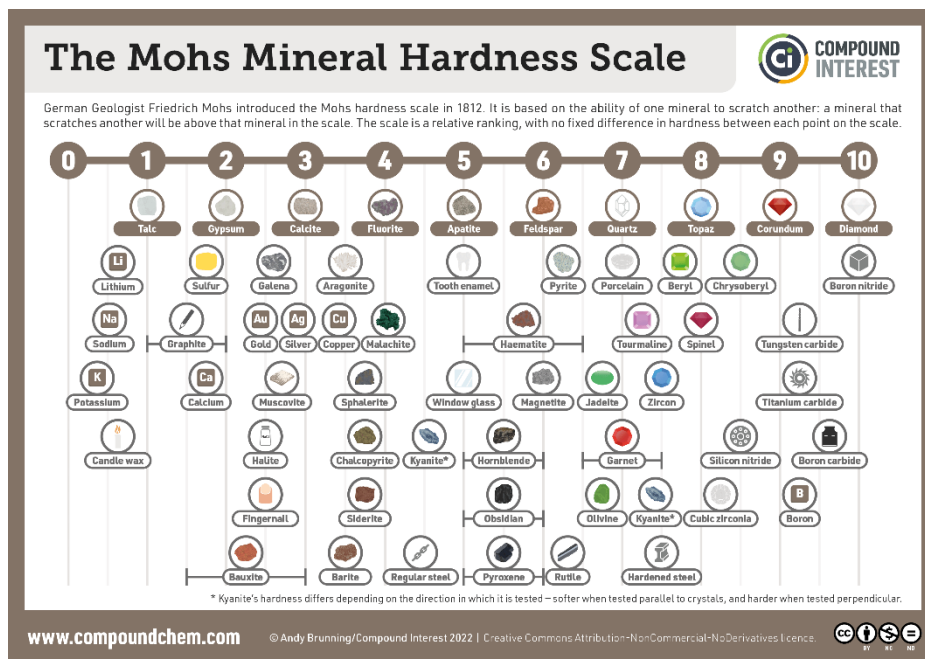 The Mohs Mineral Hardness Scale
Ci COMPOUND
INTEREST
German Geologist Friedrich Mohs introduced the Mohs hardness scale in 1812. It is based on the ability of one mineral to scratch another: a mineral that
scratches another will be above that mineral in the scale. The scale is a relative ranking, with no fixed difference in hardness between each point on the scale.
0 1 2 3 4 5 6 7 8 9 10
Talc Gypsum Calcite Fluorite Apatite Feldspar Quartz Topaz Corundum Diamond
Li
Lithium Sulfur Galena Aragonite Tooth enamel Pyrite Porcelain Beryl Chrysoberyl Boron nitride
Na Au Ag Cu
Sodium Graphite Gold Silver Copper Malachite Haematite Tourmaline Spinel Tungsten carbide
K Ca
Potassium Calcium Muscovite Sphalerite Window glass Magnetite Jadeite Zircon Titanium carbide
Candle wax Halite Chalcopyrite Kyanite* Hornblende Garnet Silicon nitride Boron carbide
B
Fingernail Siderite Obsidian Olivine Kyanite* Cubic zirconia Boron
Bauxite Barite Regular steel Pyroxene Rutile Hardened steel
* Kyanite's hardness differs depending on the direction in which it is tested – softer when tested parallel to crystals, and harder when tested perpendicular.
www.compoundchem.com © Andy Brunning/Compound Interest 2022 | Creative Commons Attribution-NonCommercial-NoDerivatives licence.
cc
BY NC ND